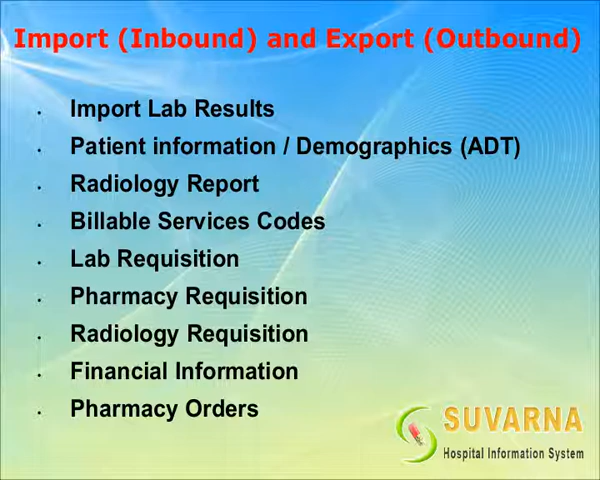 Import (Inbound) and Export (Outbound)
• Import Lab Results
• Patient information / Demographics (ADT)
• Radiology Report
• Billable Services Codes
• Lab Requisition
• Pharmacy Requisition
• Radiology Requisition
• Financial Information
• Pharmacy Orders
SUVARNA
Hospital Information System